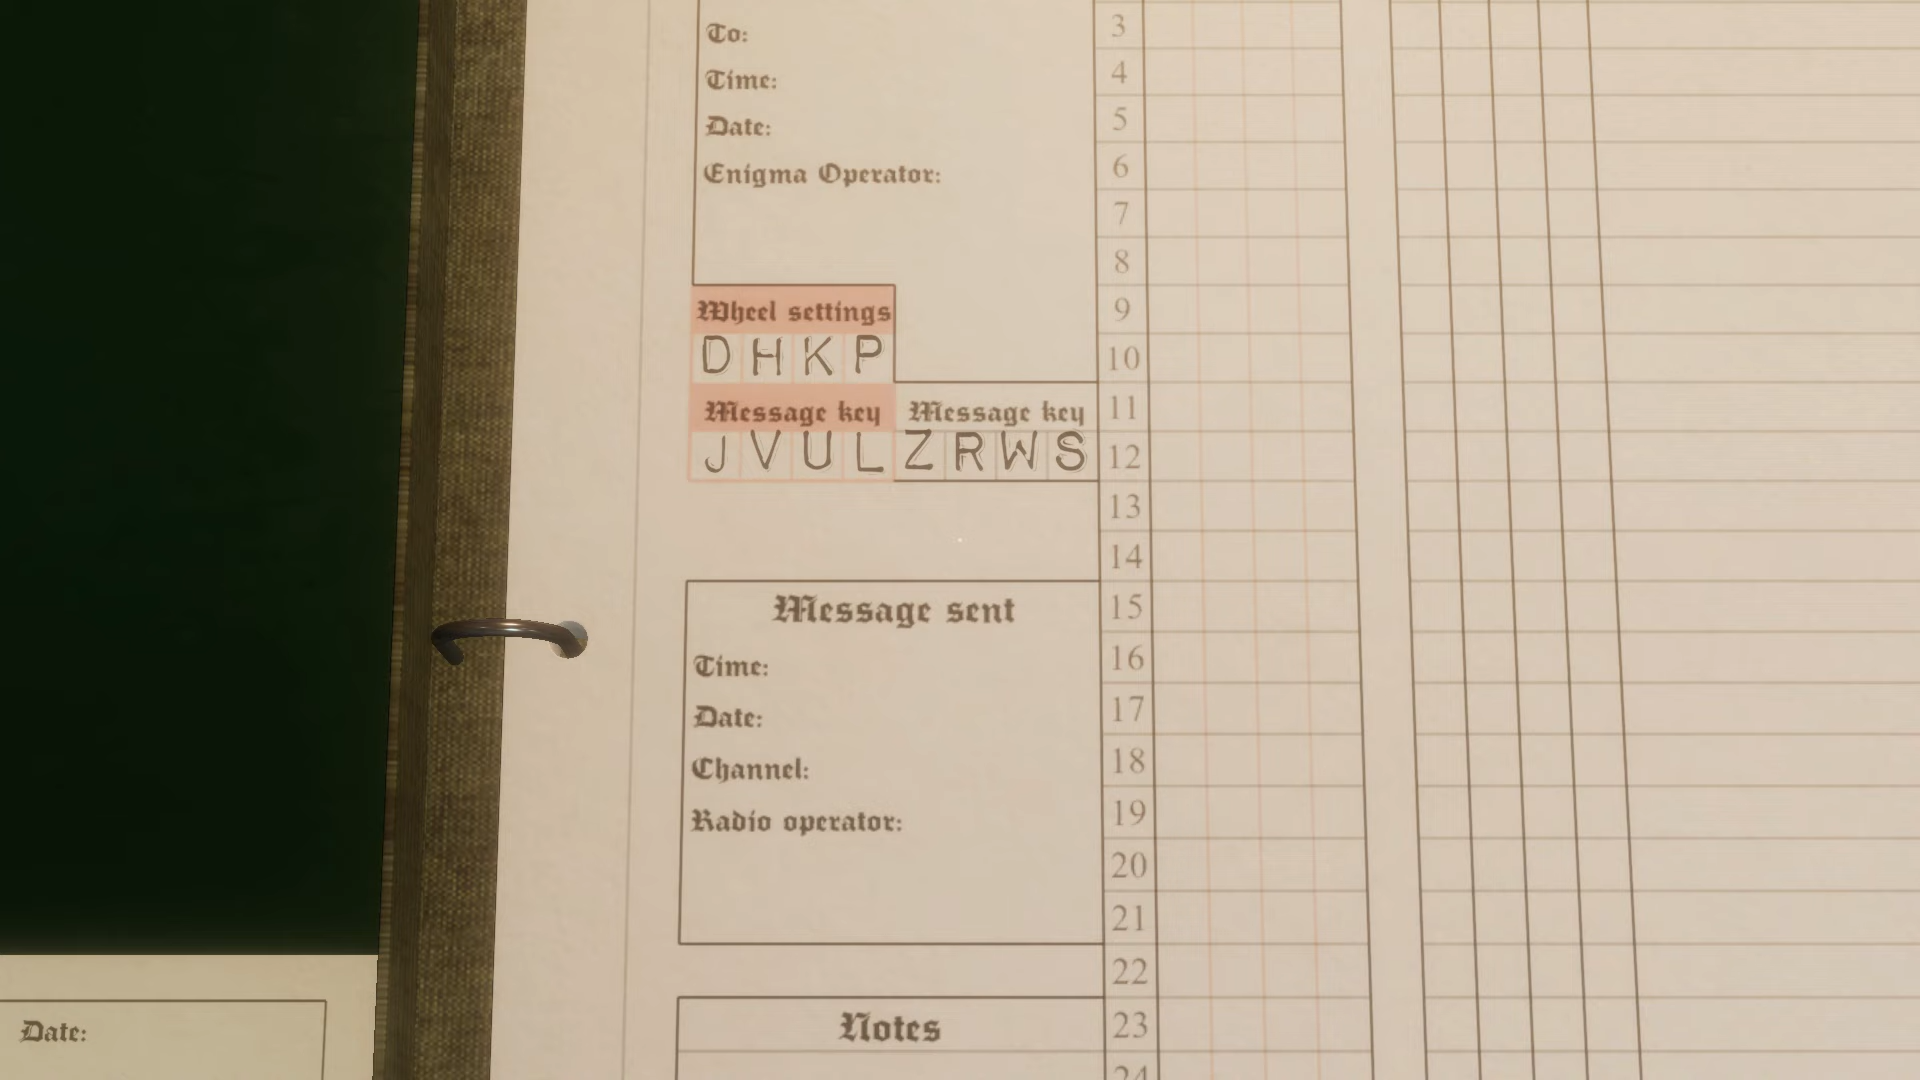 To:
Time:
Date:
Enigma Operator:
Wheel settings
D H K P
Message key Message key
J V U L Z R W S
Message sent
Time:
Date:
Channel:
Radio operator:
Notes
3
4
5
6
7
8
9
10
11
12
13
14
15
16
17
18
19
20
21
22
23
24
Date: